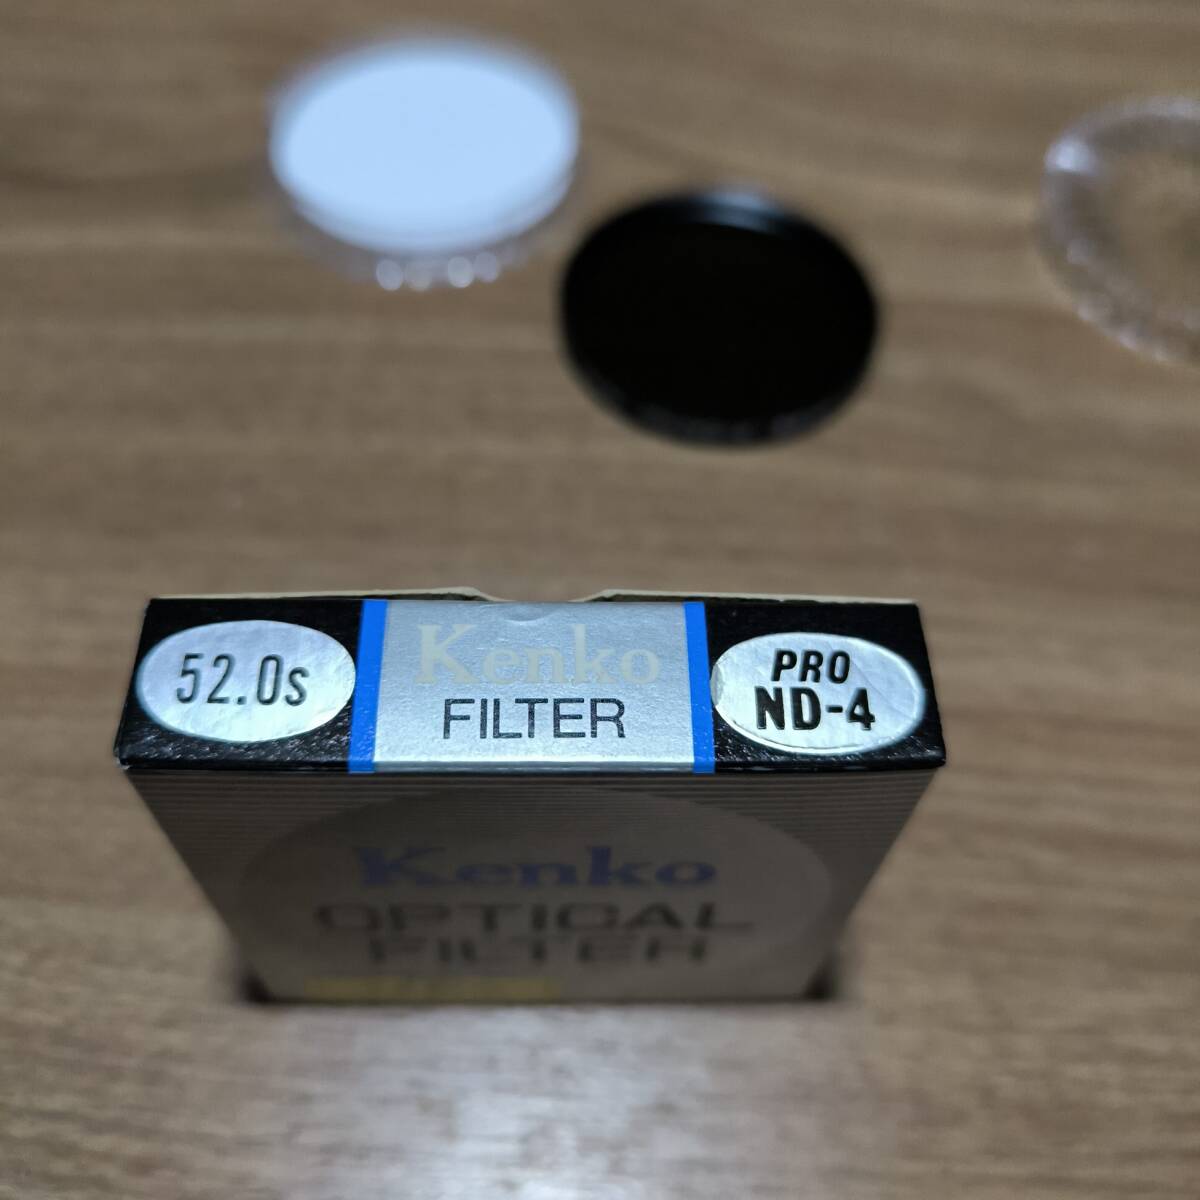 52.0s
Kenko
FILTER
PRO
ND-4
Kenko
OPTICAL
FILTER